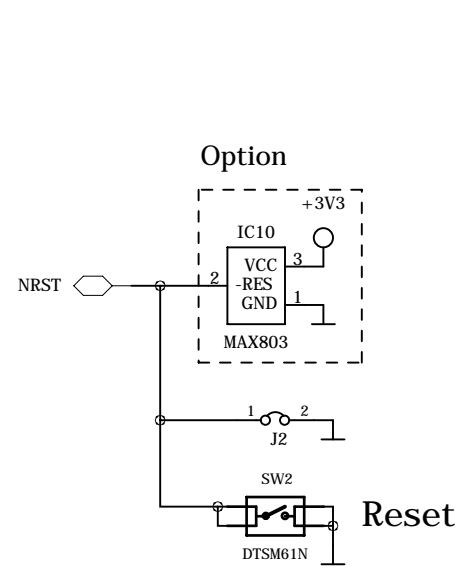 Option
+3V3
IC10
VCC 3
NRST 2 -RES
GND 1
MAX803
1 2
J2
SW2
Reset
DTSM61N